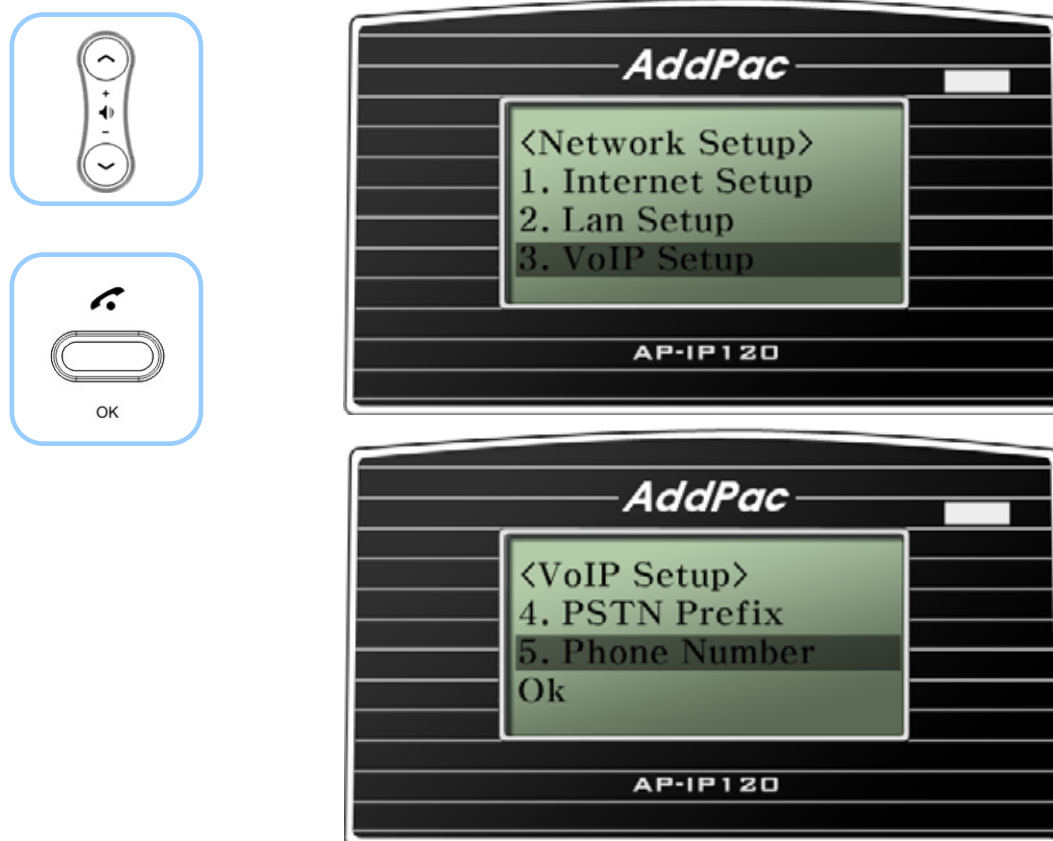 +
-
OK
AddPac
<Network Setup>
1. Internet Setup
2. Lan Setup
3. VoIP Setup
AP-IP120
AddPac
<VoIP Setup>
4. PSTN Prefix
5. Phone Number
Ok
AP-IP120